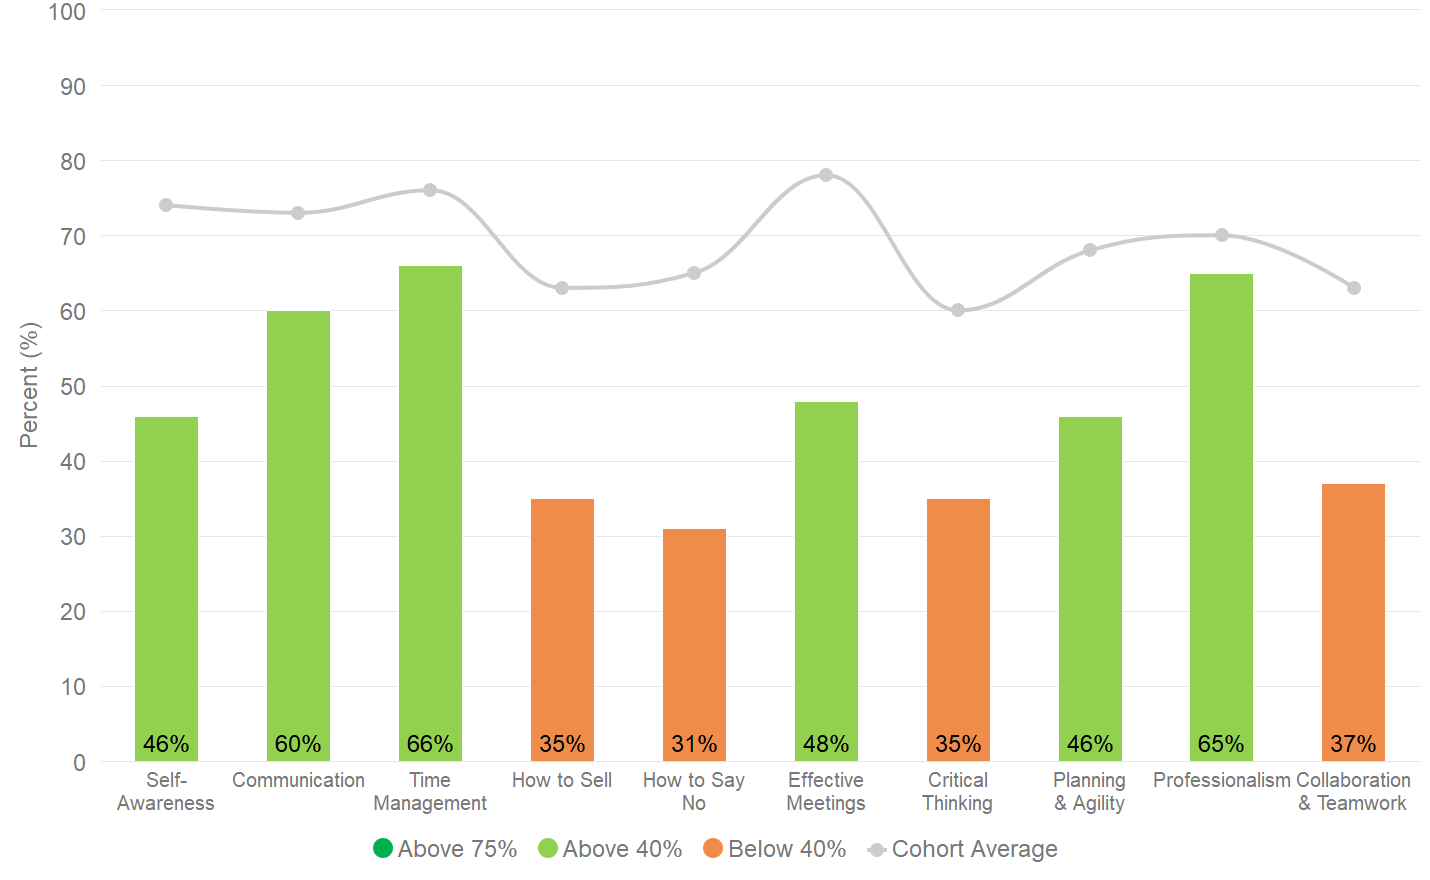 100
90
80
70
60
50
40
30
20
10
0
Percent (%)
46%
60%
66%
35%
31%
48%
35%
46%
65%
37%
Self-
Awareness
Communication
Time
Management
How to Sell
How to Say
No
Effective
Meetings
Critical
Thinking
Planning
& Agility
Professionalism
Collaboration
& Teamwork
Above 75%
Above 40%
Below 40%
Cohort Average